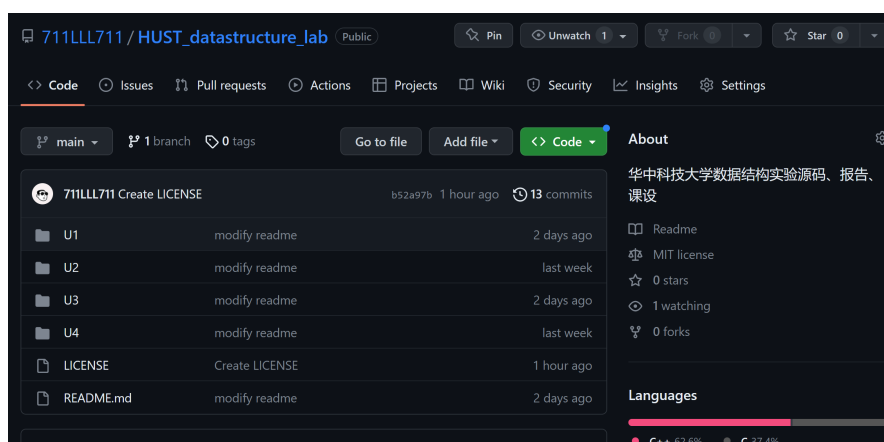 711LLL711 / HUST_datastructure_lab Public
Pin
Unwatch 1
Fork 0
Star 0
Code
Issues
Pull requests
Actions
Projects
Wiki
Security
Insights
Settings
main
1 branch
0 tags
Go to file
Add file
Code
711LLL711 Create LICENSE b52a97b 1 hour ago 13 commits
U1 modify readme 2 days ago
U2 modify readme last week
U3 modify readme 2 days ago
U4 modify readme last week
LICENSE Create LICENSE 1 hour ago
README.md modify readme 2 days ago
About
华中科技大学数据结构实验源码、报告、
课设
Readme
MIT license
0 stars
1 watching
0 forks
Languages
C++ 62.6% C 37.4%